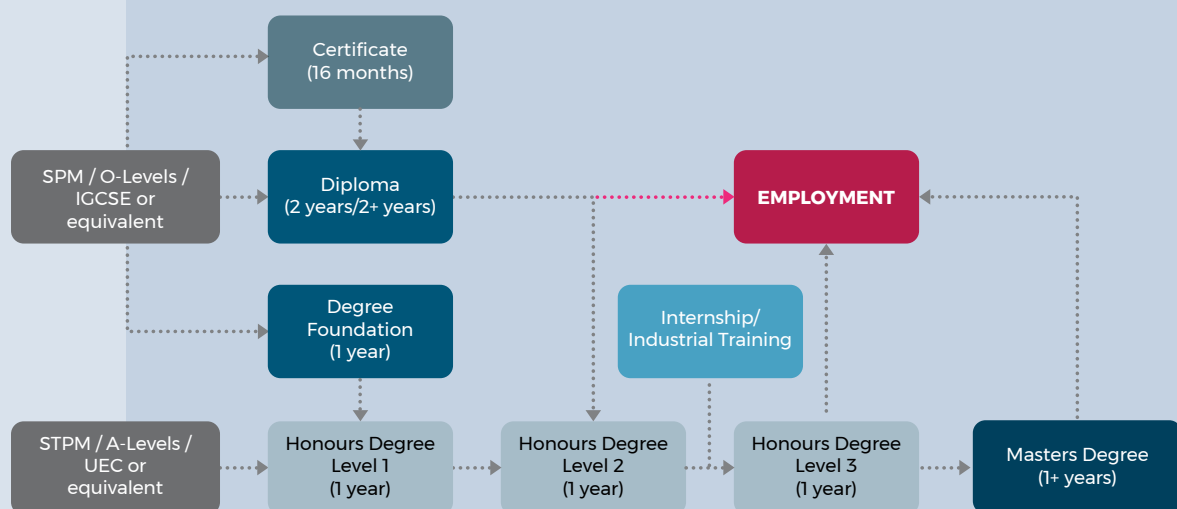 Certificate
(16 months)
SPM / O-Levels /
IGCSE or
equivalent
Diploma
(2 years/2+ years)
EMPLOYMENT
Degree
Foundation
(1 year)
Internship/
Industrial Training
STPM / A-Levels /
UEC or
equivalent
Honours Degree
Level 1
(1 year)
Honours Degree
Level 2
(1 year)
Honours Degree
Level 3
(1 year)
Masters Degree
(1+ years)